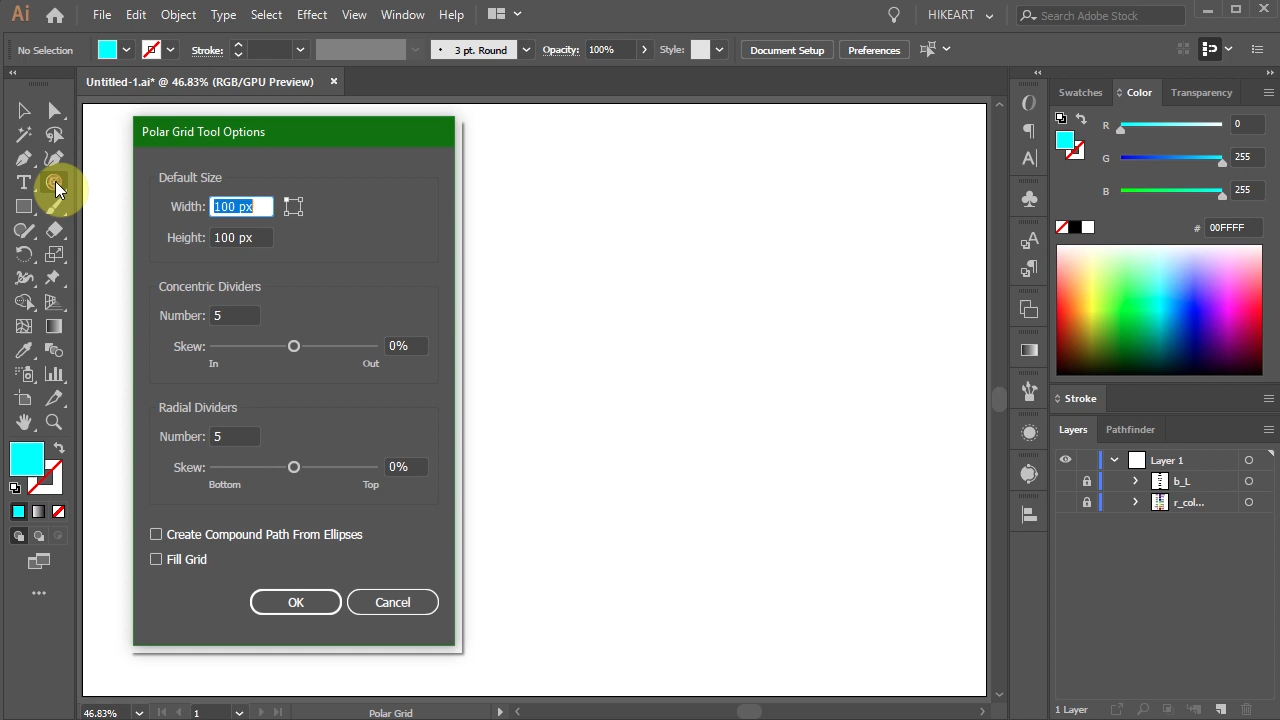 Ai File Edit Object Type Select Effect View Window Help HIKEART Search Adobe Stock
No Selection Stroke: 3 pt. Round Opacity: 100% Style: Document Setup Preferences
Untitled-1.ai* @ 46.83% (RGB/GPU Preview)
Polar Grid Tool Options
Default Size
Width: 100 px
Height: 100 px
Concentric Dividers
Number: 5
Skew: 0%
In Out
Radial Dividers
Number: 5
Skew: 0%
Bottom Top
Create Compound Path From Ellipses
Fill Grid
OK Cancel
Swatches Color Transparency
R 0
G 255
B 255
# 00FFFF
Stroke
Layers Pathfinder
Layer 1
b_L
r_col...
1 Layer
46.83% 1 Polar Grid